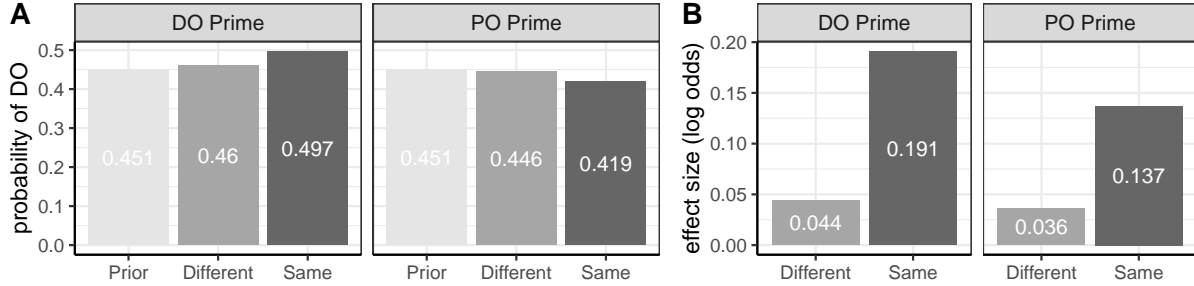 A
DO Prime
PO Prime
probability of DO
0.5
0.4
0.3
0.2
0.1
0.0
0.451
0.46
0.497
0.451
0.446
0.419
Prior
Different
Same
Prior
Different
Same
B
DO Prime
PO Prime
effect size (log odds)
0.20
0.15
0.10
0.05
0.00
0.044
0.191
0.036
0.137
Different
Same
Different
Same